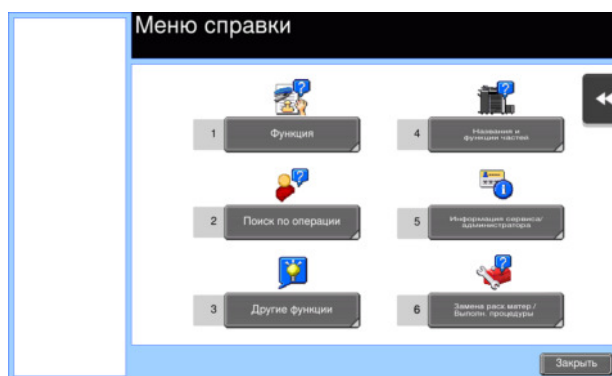 Меню справки
1 Функция
4 Названия и
функции частей
2 Поиск по операции
5 Информация сервиса/
администратора
3 Другие функции
6 Замена расх.матер /
Выполн. процедуры
Закрыть